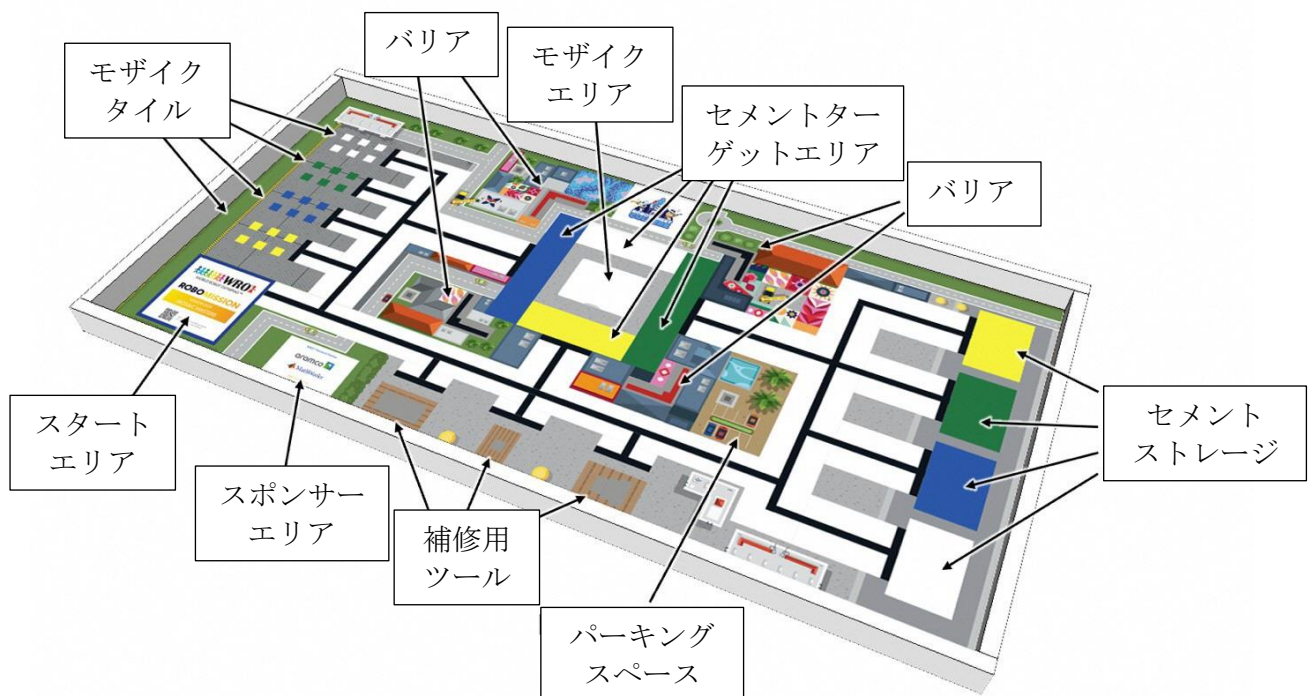 バリア
モザイク
エリア
モザイク
タイル
セメントター
ゲットエリア
バリア
WRO
ROBOMISSION
aramco
MathWorks
スタート
エリア
スポンサー
エリア
補修用
ツール
パーキング
スペース
セメント
ストレージ